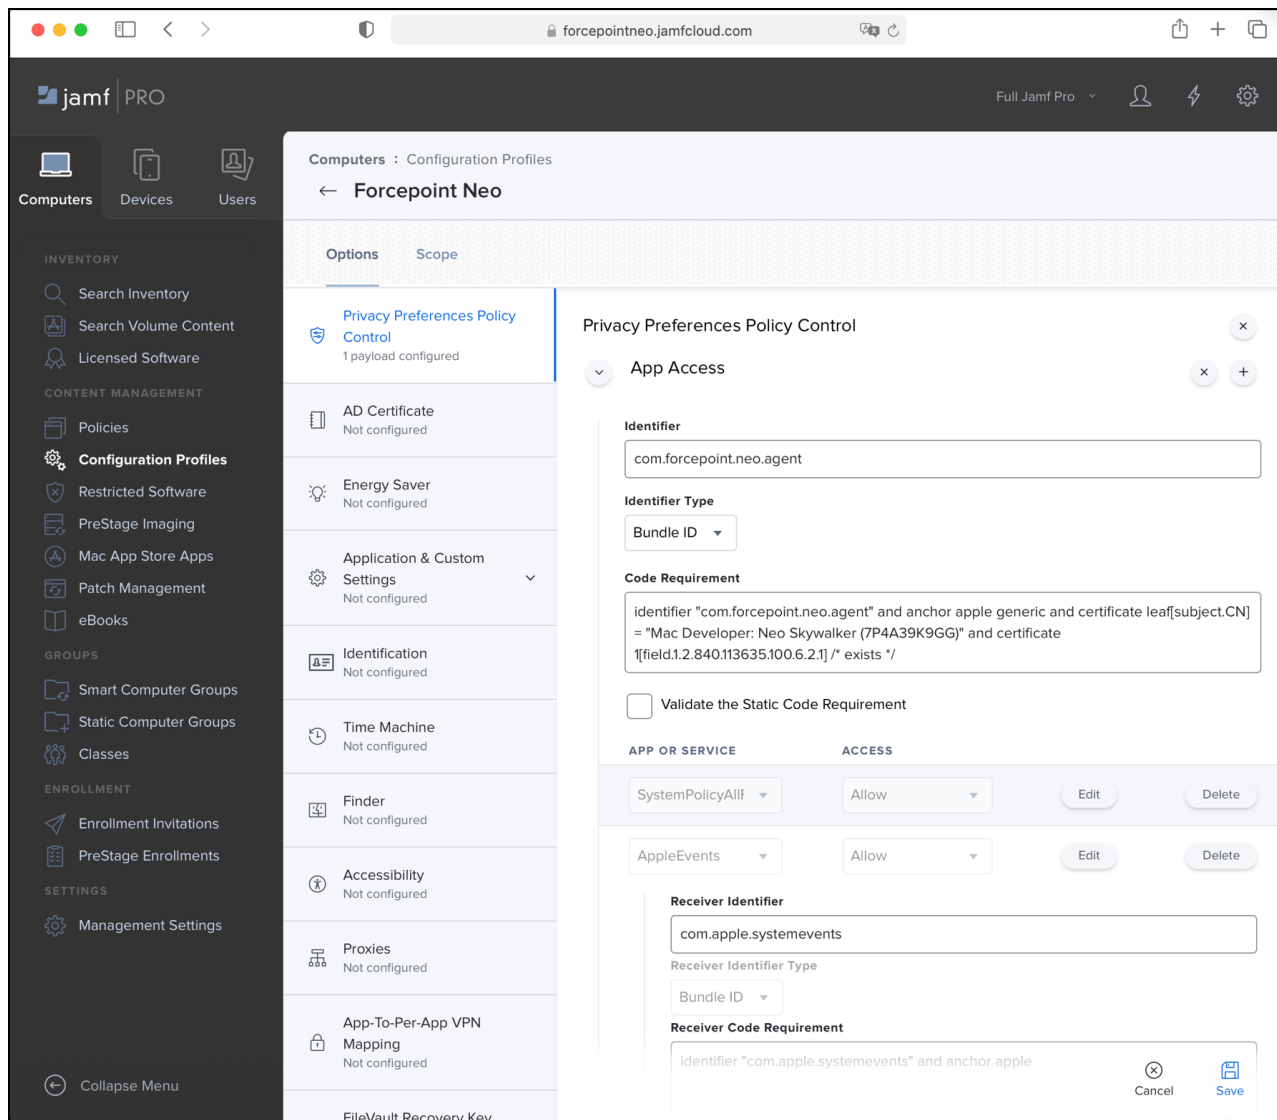 forcepointneo.jamfcloud.com
jamf PRO
Full Jamf Pro
Computers
Devices
Users
INVENTORY
Search Inventory
Search Volume Content
Licensed Software
CONTENT MANAGEMENT
Policies
Configuration Profiles
Restricted Software
PreStage Imaging
Mac App Store Apps
Patch Management
eBooks
GROUPS
Smart Computer Groups
Static Computer Groups
Classes
ENROLLMENT
Enrollment Invitations
PreStage Enrollments
SETTINGS
Management Settings
Collapse Menu
Computers : Configuration Profiles
Forcepoint Neo
Options
Scope
Privacy Preferences Policy
Control
1 payload configured
AD Certificate
Not configured
Energy Saver
Not configured
Application & Custom
Settings
Not configured
Identification
Not configured
Time Machine
Not configured
Finder
Not configured
Accessibility
Not configured
Proxies
Not configured
App-To-Per-App VPN
Mapping
Not configured
FileVault Recovery Key
Privacy Preferences Policy Control
App Access
Identifier
com.forcepoint.neo.agent
Identifier Type
Bundle ID
Code Requirement
identifier "com.forcepoint.neo.agent" and anchor apple generic and certificate leaf[subject.CN]
= "Mac Developer: Neo Skywalker (7P4A39K9GG)" and certificate
1[field.1.2.840.113635.100.6.2.1] /* exists */
Validate the Static Code Requirement
APP OR SERVICE
ACCESS
SystemPolicyAllF
Allow
Edit
Delete
AppleEvents
Allow
Edit
Delete
Receiver Identifier
com.apple.systemevents
Receiver Identifier Type
Bundle ID
Receiver Code Requirement
identifier "com.apple.systemevents" and anchor apple
Cancel
Save